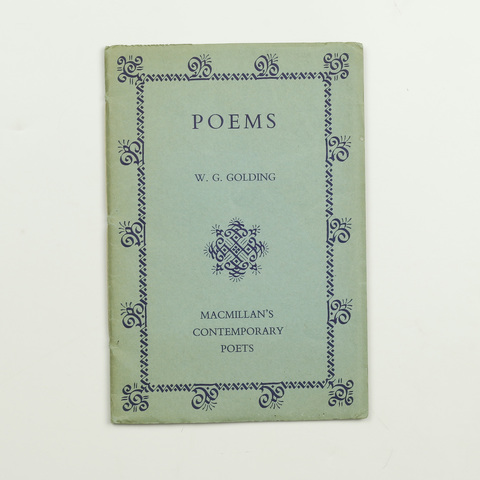 POEMS
W. G. GOLDING
MACMILLAN'S
CONTEMPORARY
POETS